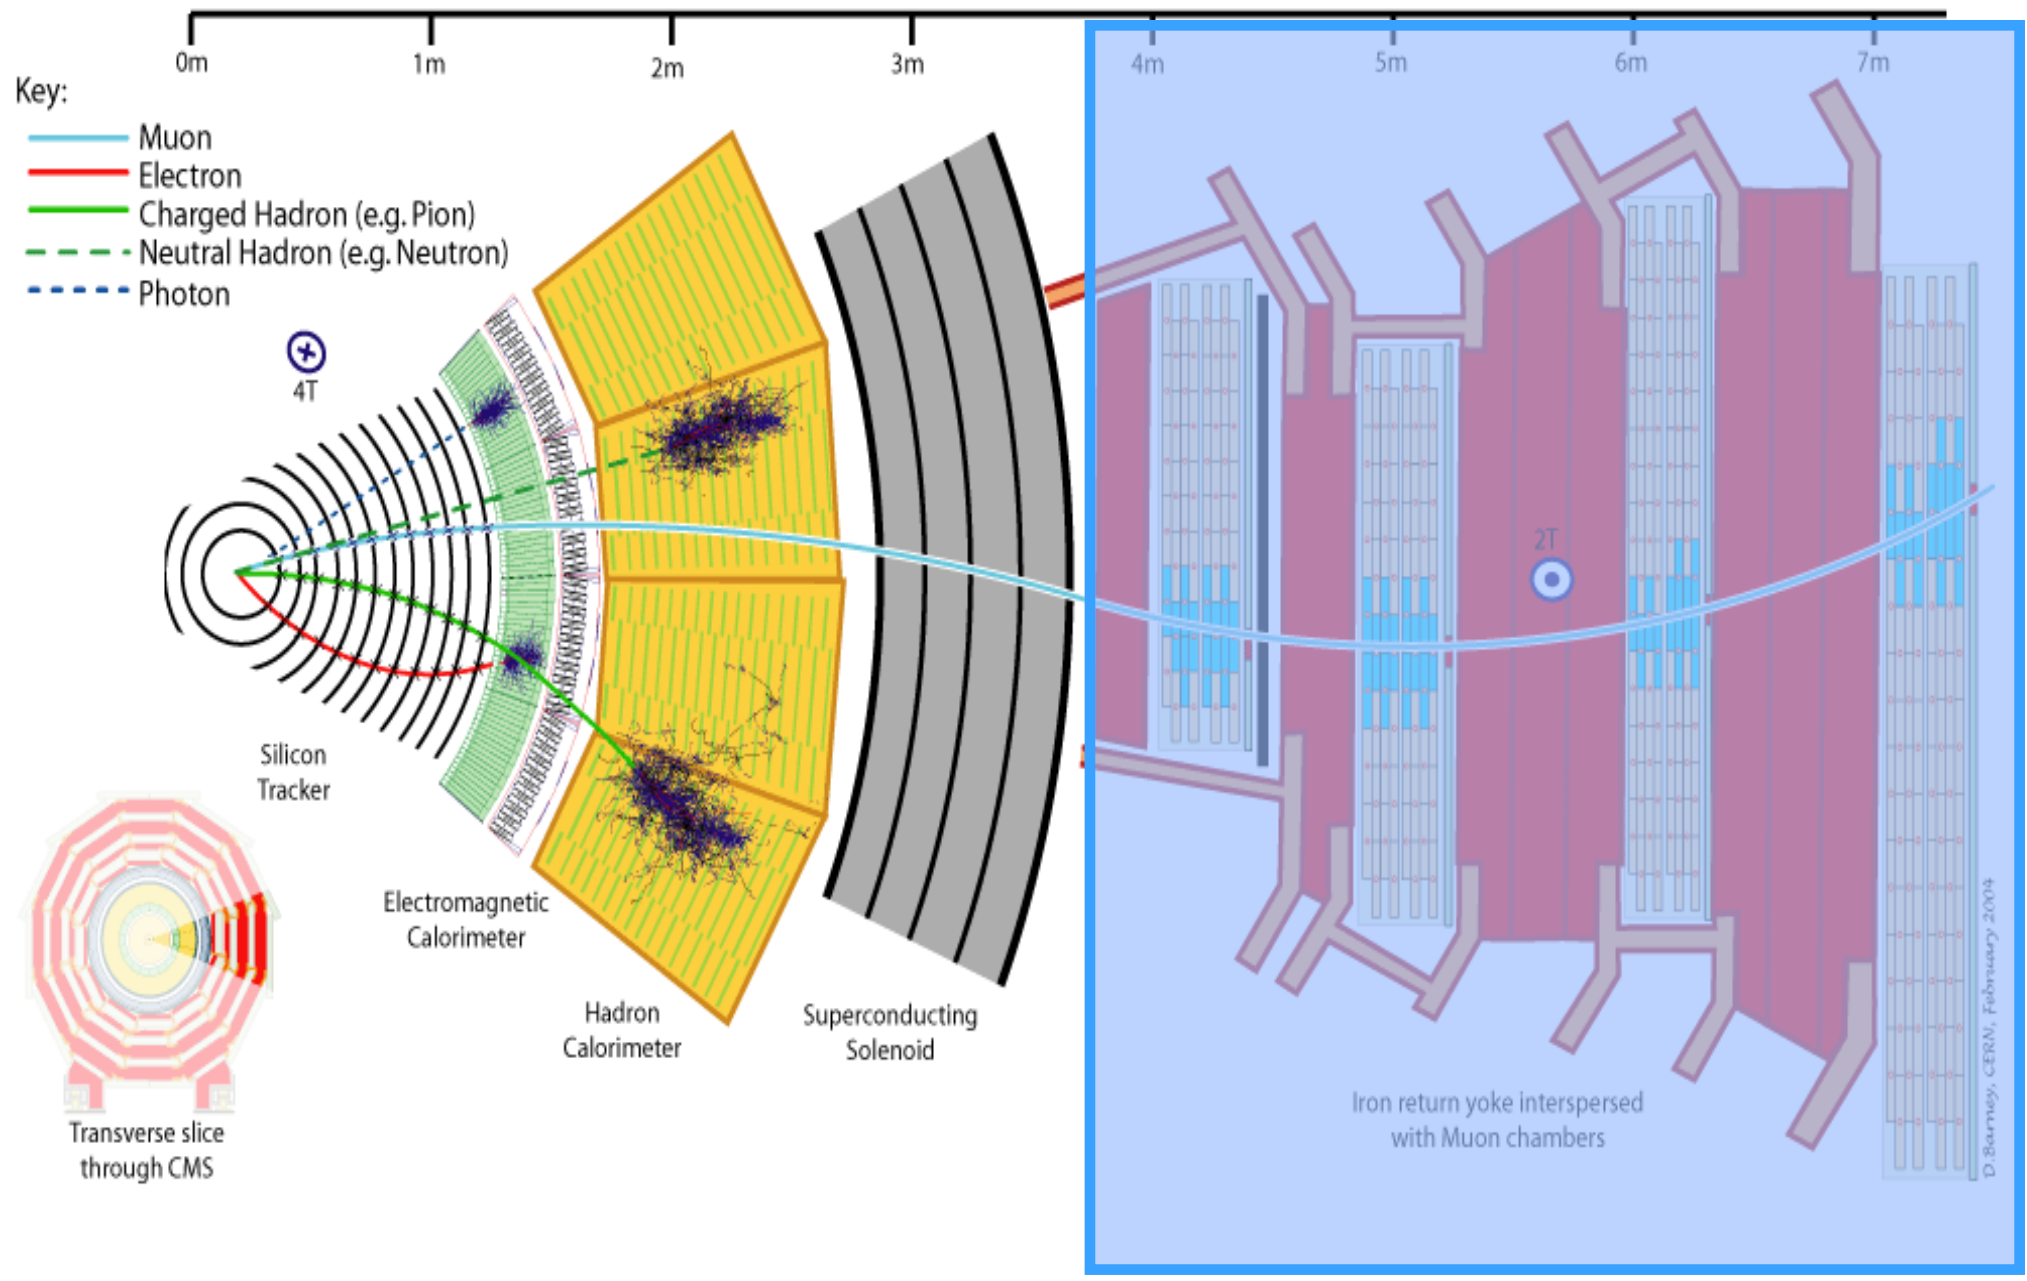 0m
1m
2m
3m
4m
5m
6m
7m
Key:
Muon
Electron
Charged Hadron (e.g. Pion)
Neutral Hadron (e.g. Neutron)
Photon
4T
2T
Silicon
Tracker
Electromagnetic
Calorimeter
Hadron
Calorimeter
Superconducting
Solenoid
Iron return yoke interspersed
with Muon chambers
Transverse slice
through CMS
D.Barney, CERN, February 2004